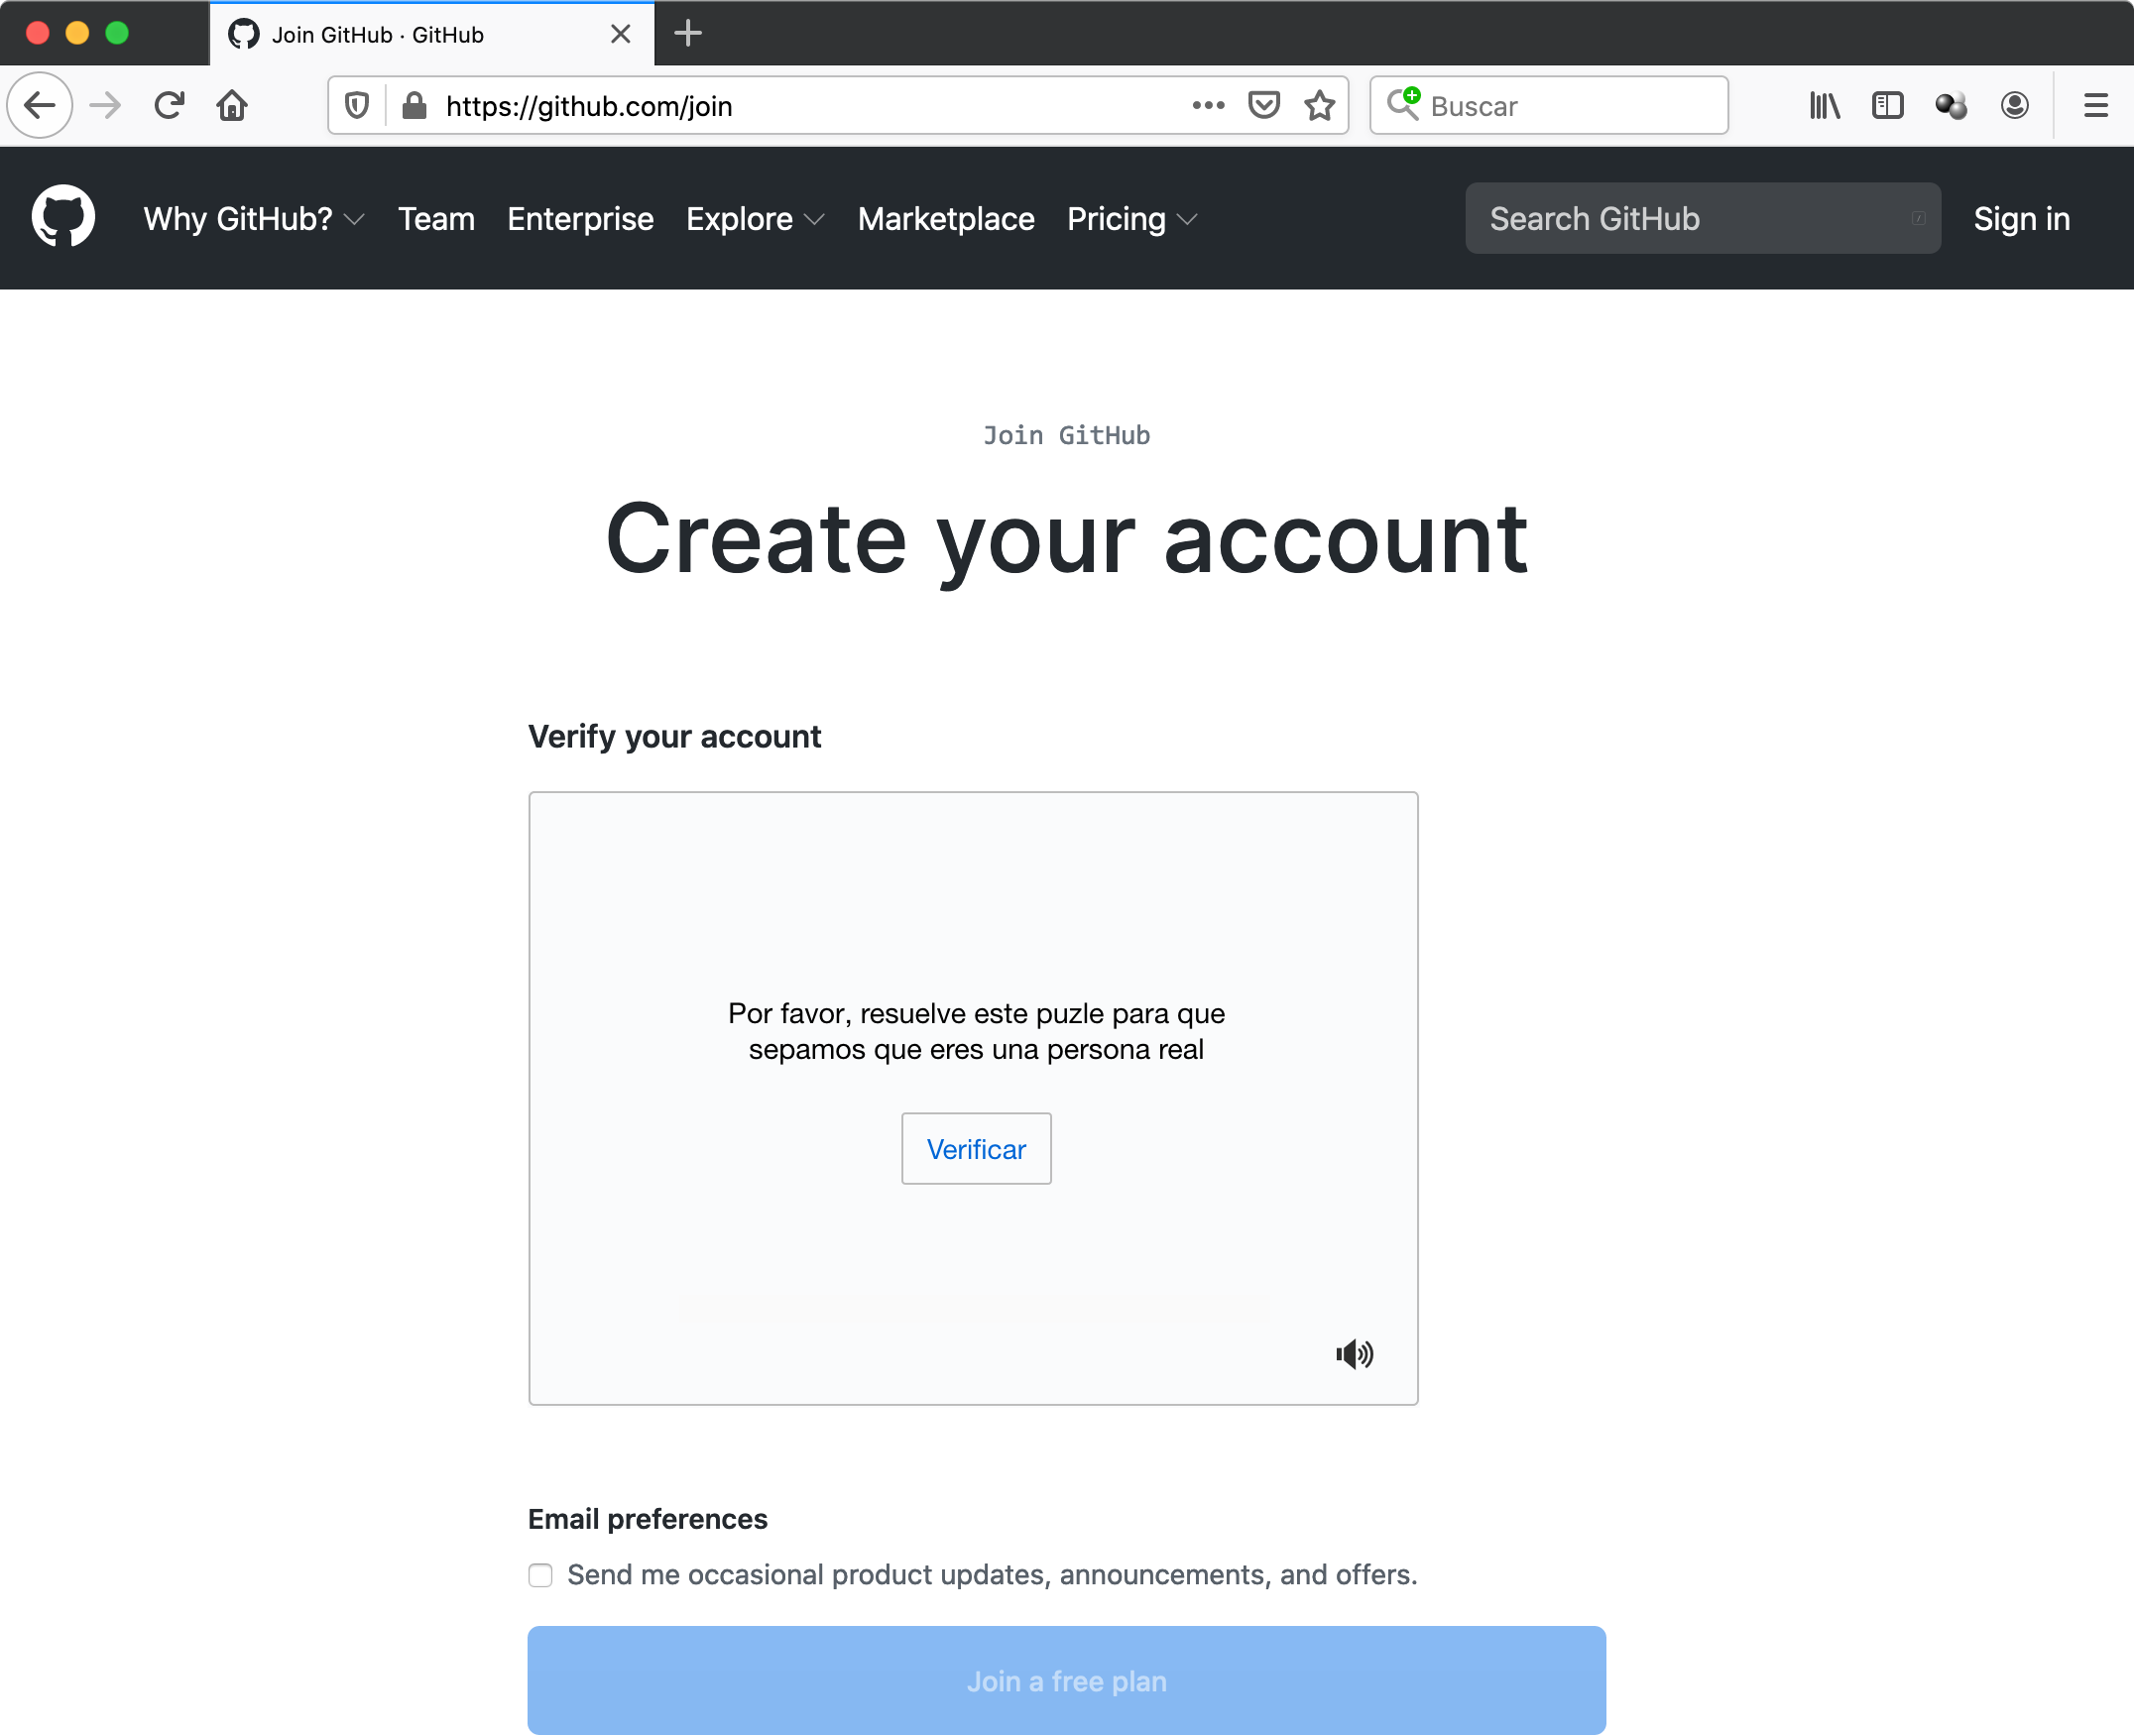 Join GitHub · GitHub
https://github.com/join
Buscar
Why GitHub? Team Enterprise Explore Marketplace Pricing
Search GitHub
/
Sign in
Join GitHub
Create your account
Verify your account
Por favor, resuelve este puzle para que
sepamos que eres una persona real
Verificar
Email preferences
Send me occasional product updates, announcements, and offers.
Join a free plan